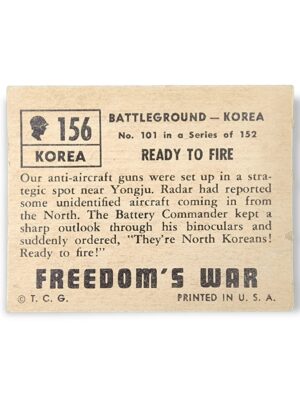 156
KOREA
BATTLEGROUND — KOREA
No. 101 in a Series of 152
READY TO FIRE
Our anti-aircraft guns were set up in a stra-
tegic spot near Yongju. Radar had reported
some unidentified aircraft coming in from
the North. The Battery Commander kept a
sharp outlook through his binoculars and
suddenly ordered, "They're North Koreans!
Ready to fire!"
FREEDOM'S WAR
© T. C. G.
PRINTED IN U. S. A.